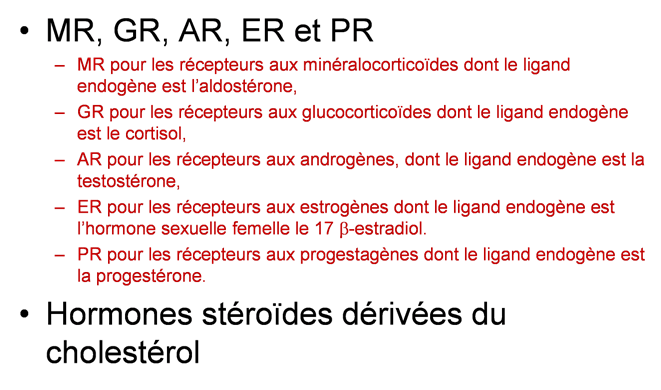 • MR, GR, AR, ER et PR
– MR pour les récepteurs aux minéralocorticoïdes dont le ligand
endogène est l’aldostérone,
– GR pour les récepteurs aux glucocorticoïdes dont le ligand endogène
est le cortisol,
– AR pour les récepteurs aux androgènes, dont le ligand endogène est la
testostérone,
– ER pour les récepteurs aux estrogènes dont le ligand endogène est
l’hormone sexuelle femelle le 17 β-estradiol.
– PR pour les récepteurs aux progestagènes dont le ligand endogène est
la progestérone.
• Hormones stéroïdes dérivées du
cholestérol